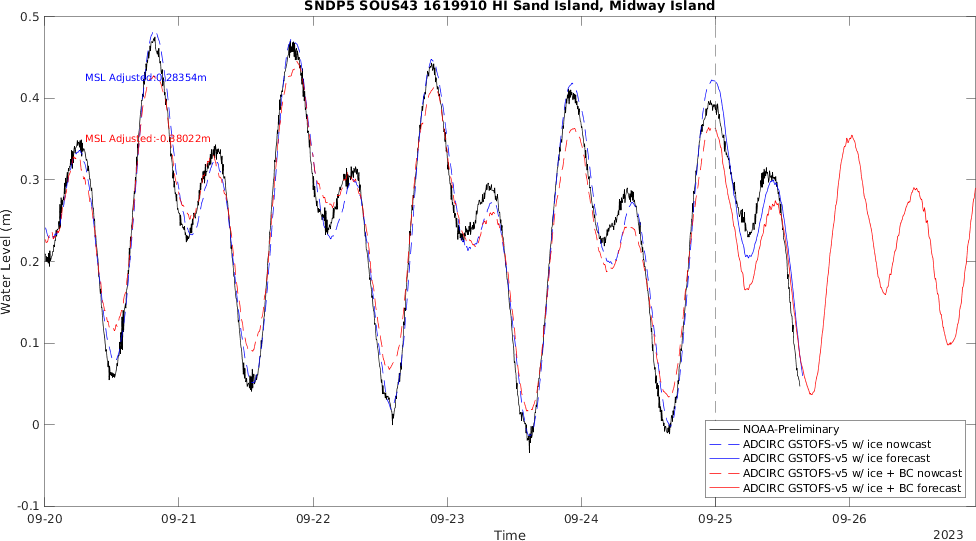 SNDP5 SOUS43 1619910 HI Sand Island, Midway Island
0.5
0.4
0.3
0.2
0.1
0
-0.1
Water Level (m)
MSL Adjusted:0.28354m
MSL Adjusted:-0.38022m
NOAA-Preliminary
ADCIRC GSTOFS-v5 w/ ice nowcast
ADCIRC GSTOFS-v5 w/ ice forecast
ADCIRC GSTOFS-v5 w/ ice + BC nowcast
ADCIRC GSTOFS-v5 w/ ice + BC forecast
09-20 09-21 09-22 09-23 09-24 09-25 09-26
Time
2023